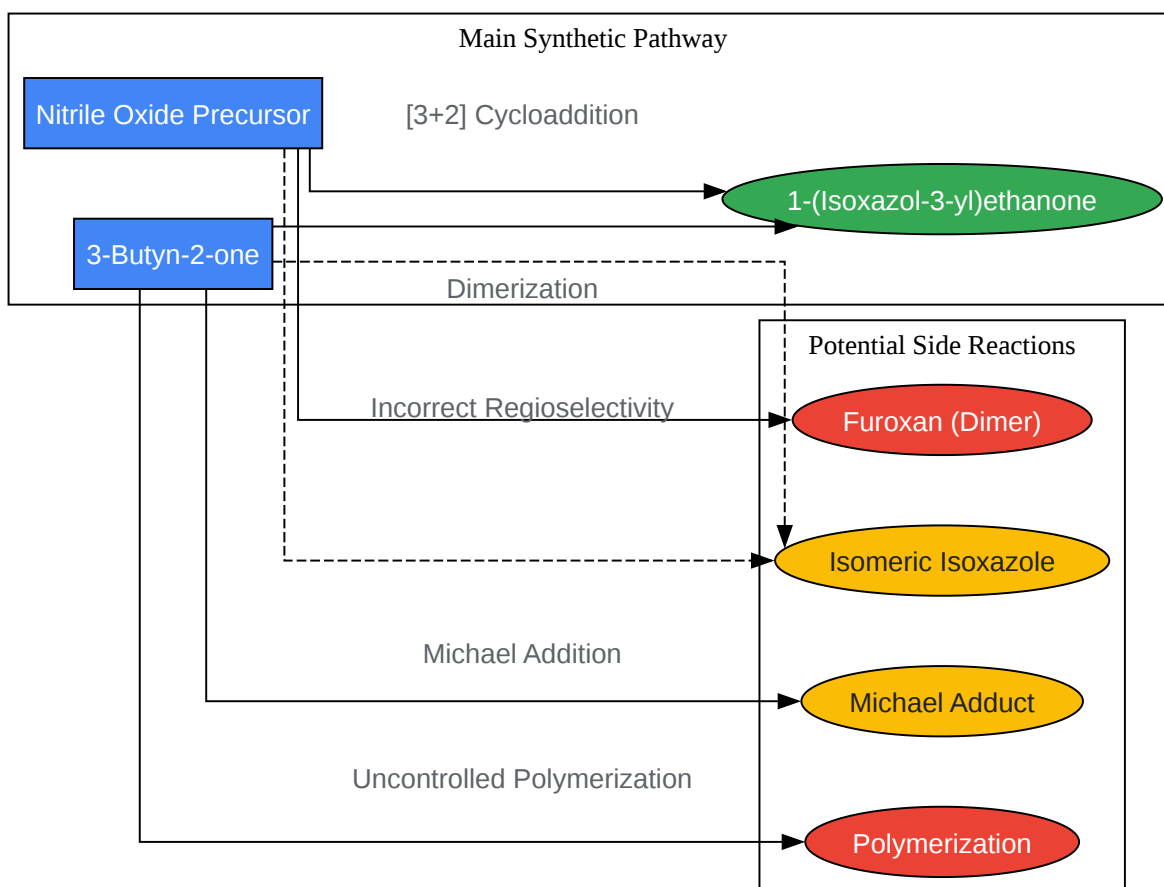 Main Synthetic Pathway
Nitrile Oxide Precursor
[3+2] Cycloaddition
1-(Isoxazol-3-yl)ethanone
3-Butyn-2-one
Dimerization
Potential Side Reactions
Incorrect Regioselectivity
Furoxan (Dimer)
Isomeric Isoxazole
Michael Addition
Michael Adduct
Uncontrolled Polymerization
Polymerization